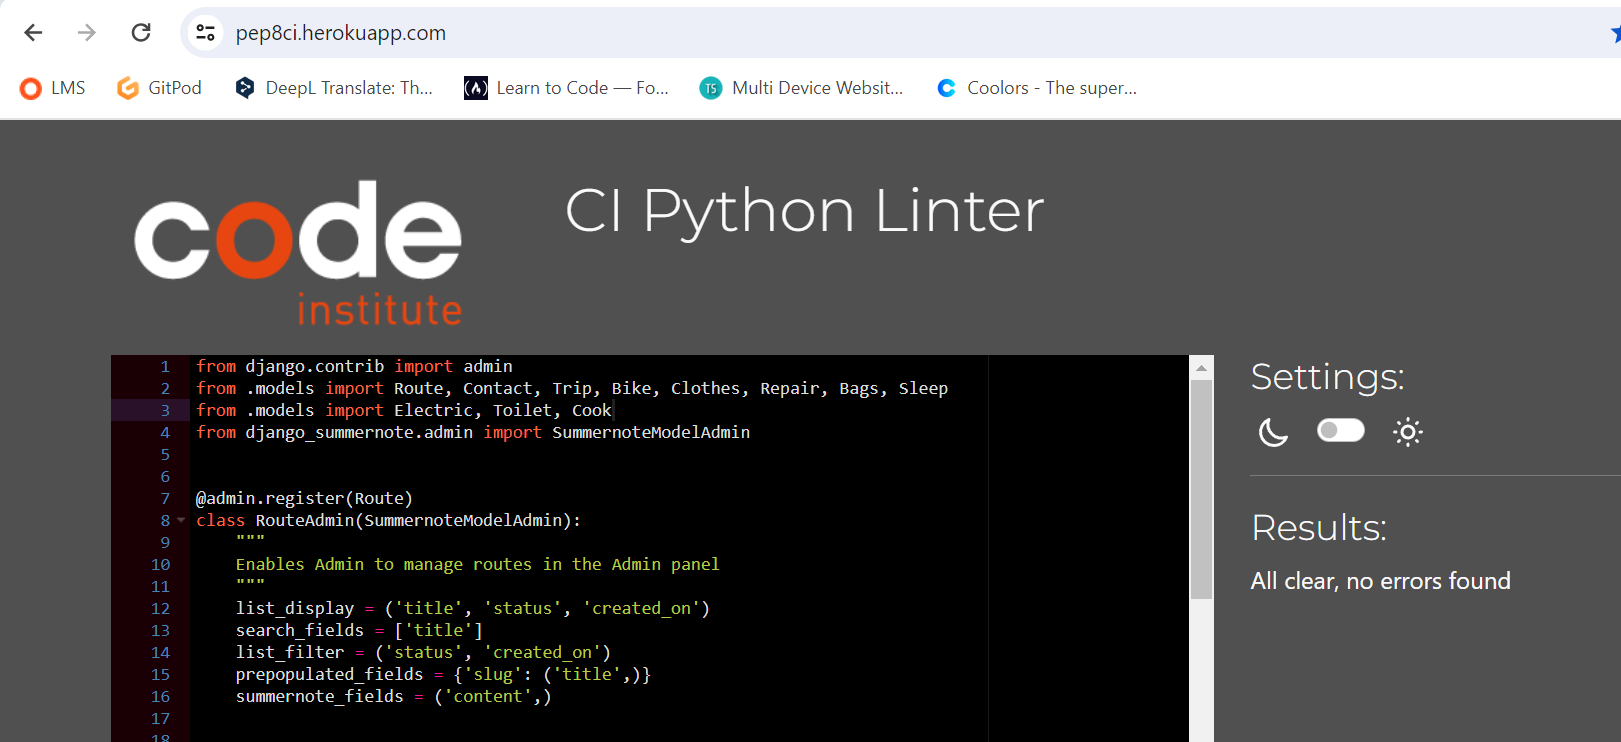 pep8ci.herokuapp.com
LMS GitPod DeepL Translate: Th... Learn to Code — Fo... TS Multi Device Websit... Coolors - The super...
code
institute
CI Python Linter
1 from django.contrib import admin
2 from .models import Route, Contact, Trip, Bike, Clothes, Repair, Bags, Sleep
3 from .models import Electric, Toilet, Cook
4 from django_summernote.admin import SummernoteModelAdmin
5
6
7 @admin.register(Route)
8 class RouteAdmin(SummernoteModelAdmin):
9 """
10 Enables Admin to manage routes in the Admin panel
11 """
12 list_display = ('title', 'status', 'created_on')
13 search_fields = ['title']
14 list_filter = ('status', 'created_on')
15 prepopulated_fields = {'slug': ('title',)}
16 summernote_fields = ('content',)
17
18
Settings:
Results:
All clear, no errors found